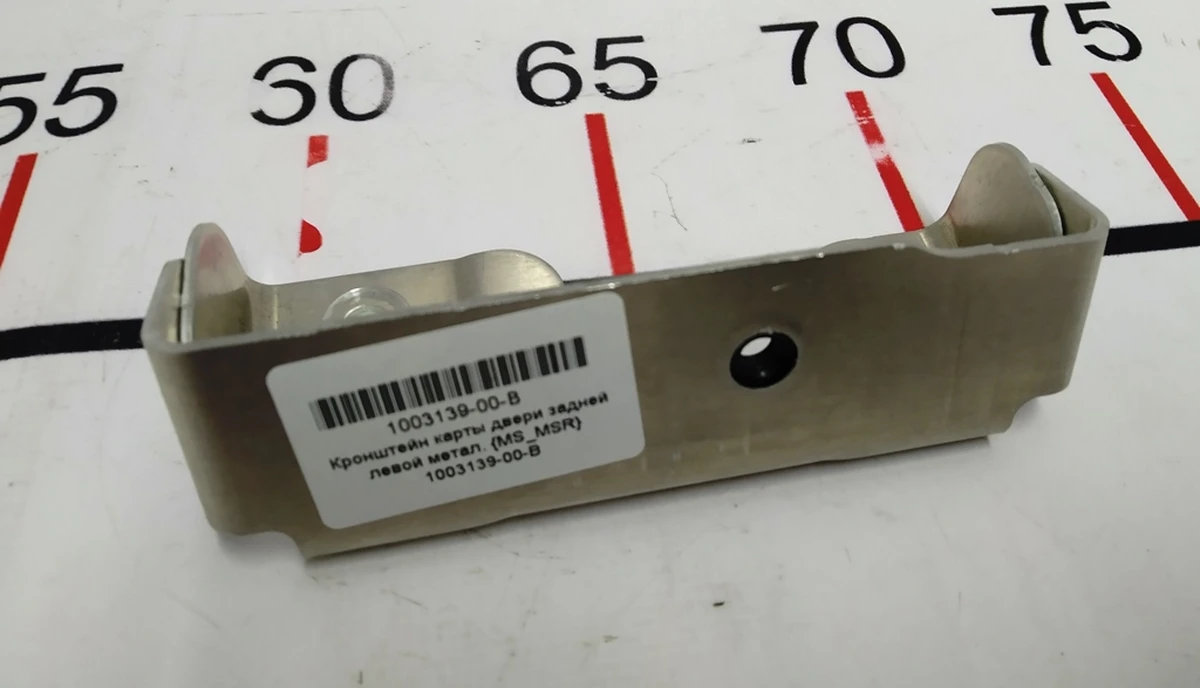 55 60 65 70 75
1003139-00-B
Кронштейн карты двери задней
левой метал. {MS_MSR}
1003139-00-B